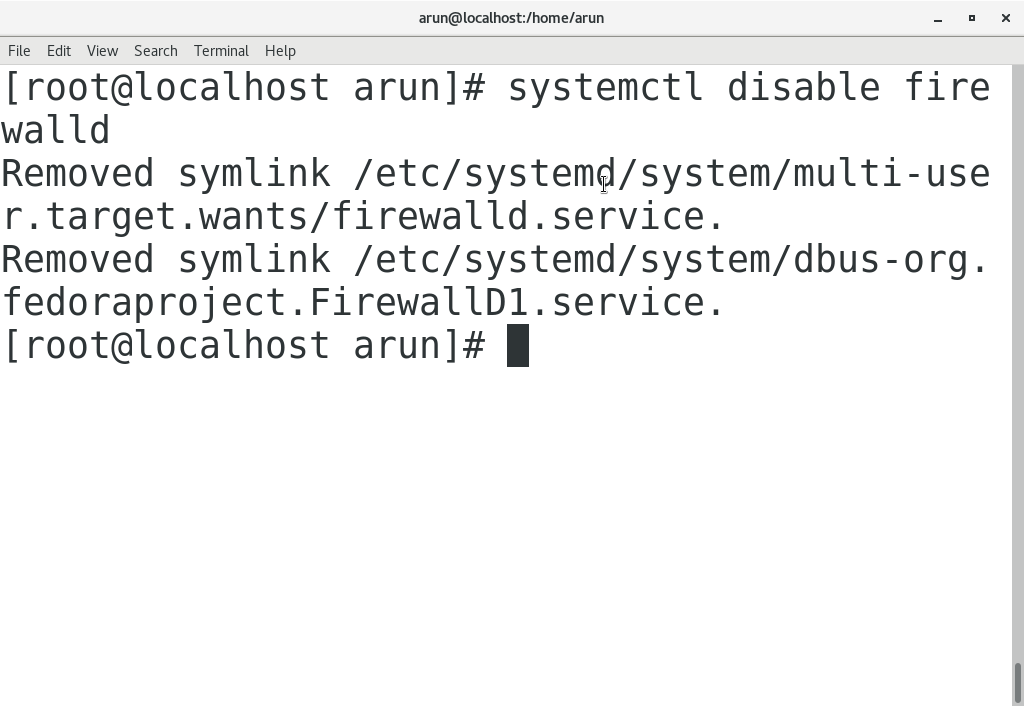 arun@localhost:/home/arun
File Edit View Search Terminal Help
[root@localhost arun]# systemctl disable fire
walld
Removed symlink /etc/systemd/system/multi-use
r.target.wants/firewalld.service.
Removed symlink /etc/systemd/system/dbus-org.
fedoraproject.FirewallD1.service.
[root@localhost arun]#